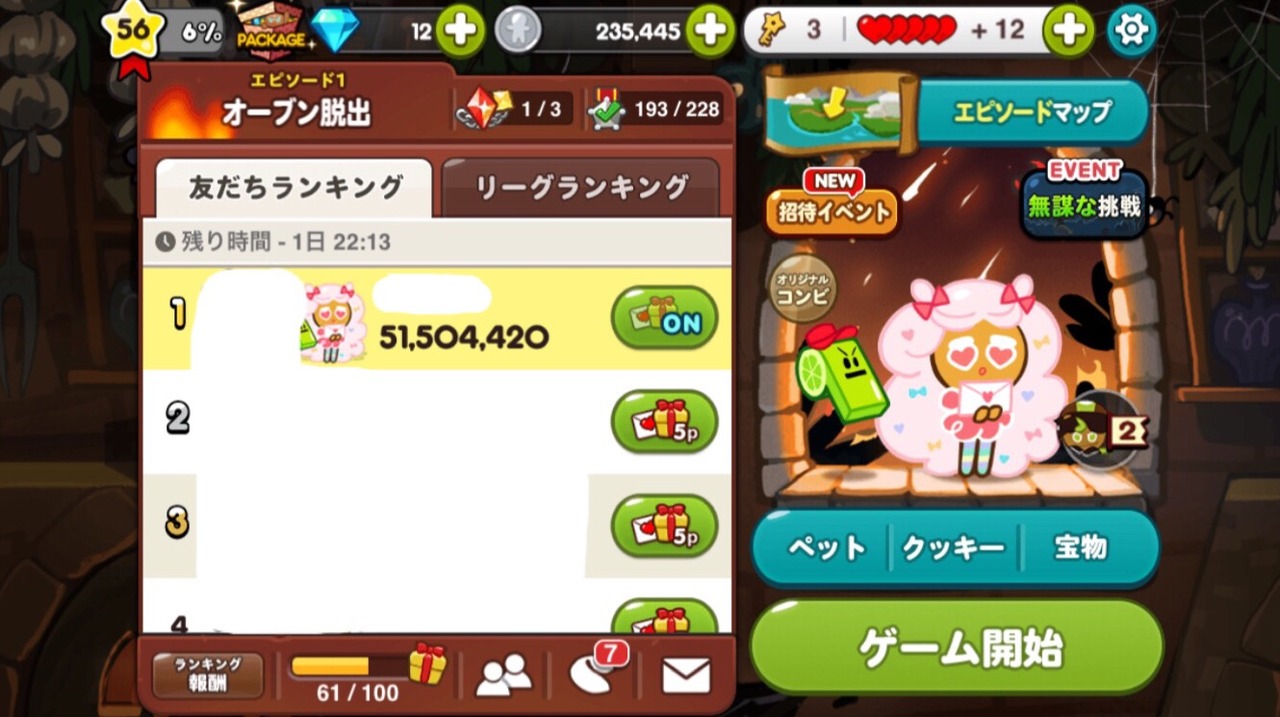 56 6% PACKAGE 12 235,445 3 +12
エピソード1
オーブン脱出
1 / 3
193 / 228
友だちランキング
リーグランキング
残り時間 - 1日 22:13
1
51,504,420
ON
2
5p
3
5p
4
ランキング
報酬
61 / 100
7
エピソードマップ
NEW
招待イベント
EVENT
無謀な挑戦
オリジナル
コンビ
2
ペット
クッキー
宝物
ゲーム開始